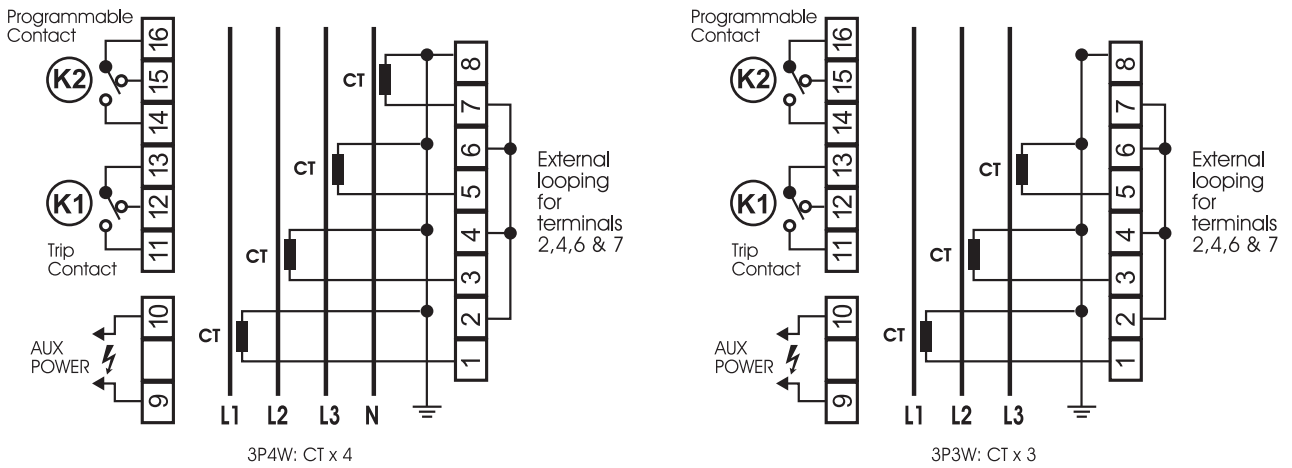 Programmable
Contact
K2
16
15
14
K1
13
12
11
Trip
Contact
AUX
POWER
10
9
CT
CT
CT
CT
L1 L2 L3 N
8
7
6
5
4
3
2
1
External
looping
for
terminals
2,4,6 & 7
3P4W: CT x 4
Programmable
Contact
K2
16
15
14
K1
13
12
11
Trip
Contact
AUX
POWER
10
9
CT
CT
CT
L1 L2 L3
8
7
6
5
4
3
2
1
External
looping
for
terminals
2,4,6 & 7
3P3W: CT x 3